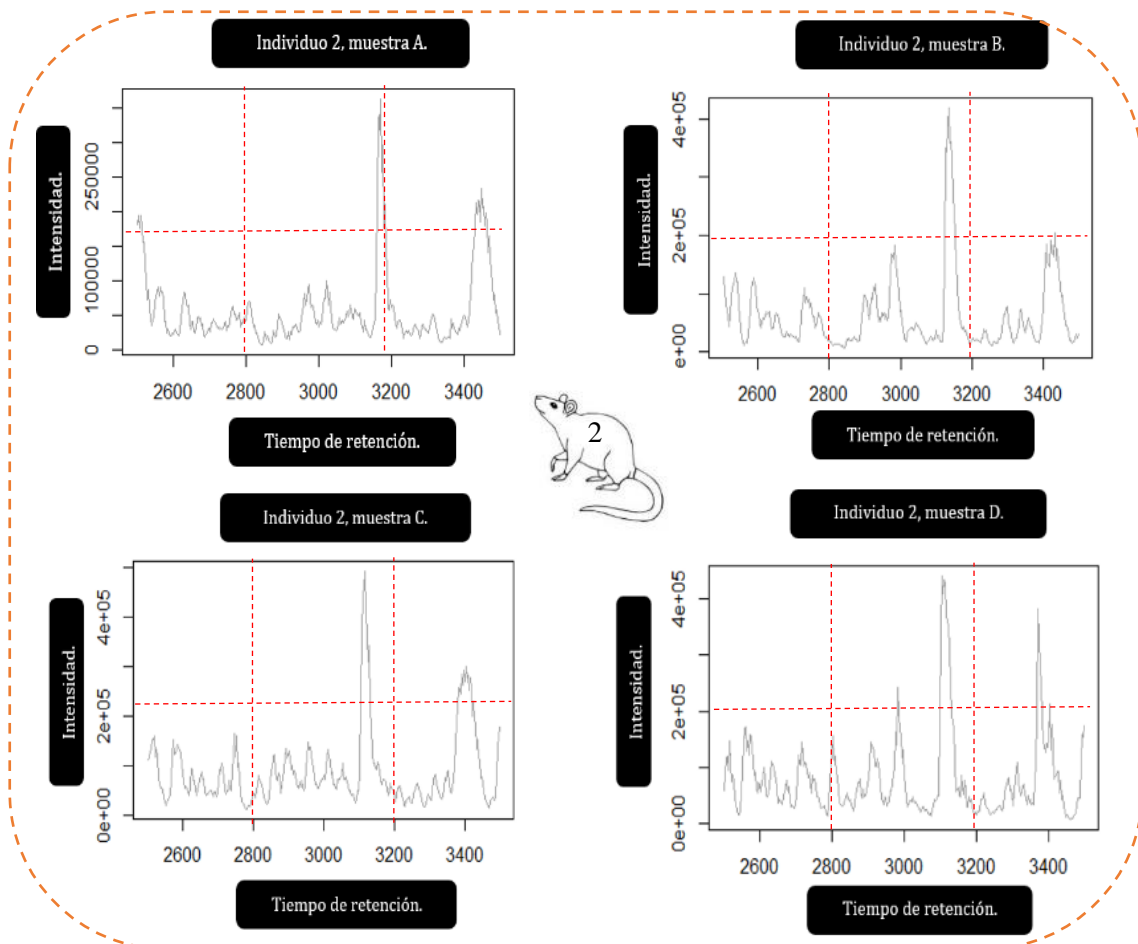 Individuo 2, muestra A.
Intensidad.
0
100000
250000
2600 2800 3000 3200 3400
Tiempo de retención.
Individuo 2, muestra B.
Intensidad.
0e+00
2e+05
4e+05
2600 2800 3000 3200 3400
Tiempo de retención.
2
Individuo 2, muestra C.
Intensidad.
0e+00
2e+05
4e+05
2600 2800 3000 3200 3400
Tiempo de retención.
Individuo 2, muestra D.
Intensidad.
0e+00
2e+05
4e+05
2600 2800 3000 3200 3400
Tiempo de retención.